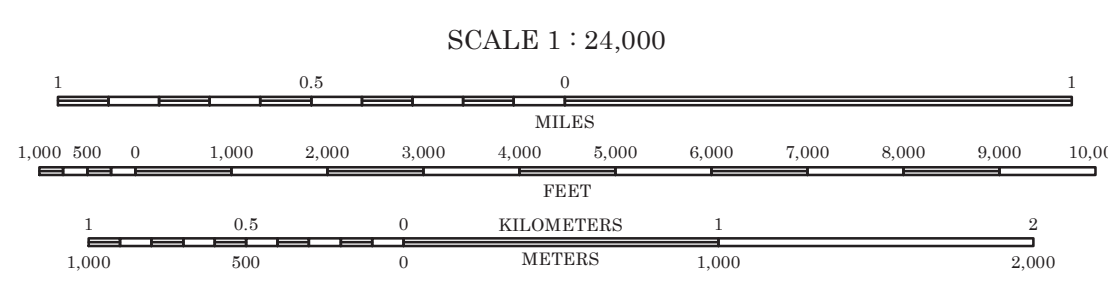 SCALE 1 : 24,000
1 0.5 0 1
MILES
1,000 500 0 1,000 2,000 3,000 4,000 5,000 6,000 7,000 8,000 9,000
FEET
1 0.5 0 KILOMETERS 1 2
1,000 500 0 METERS 1,000 2,000